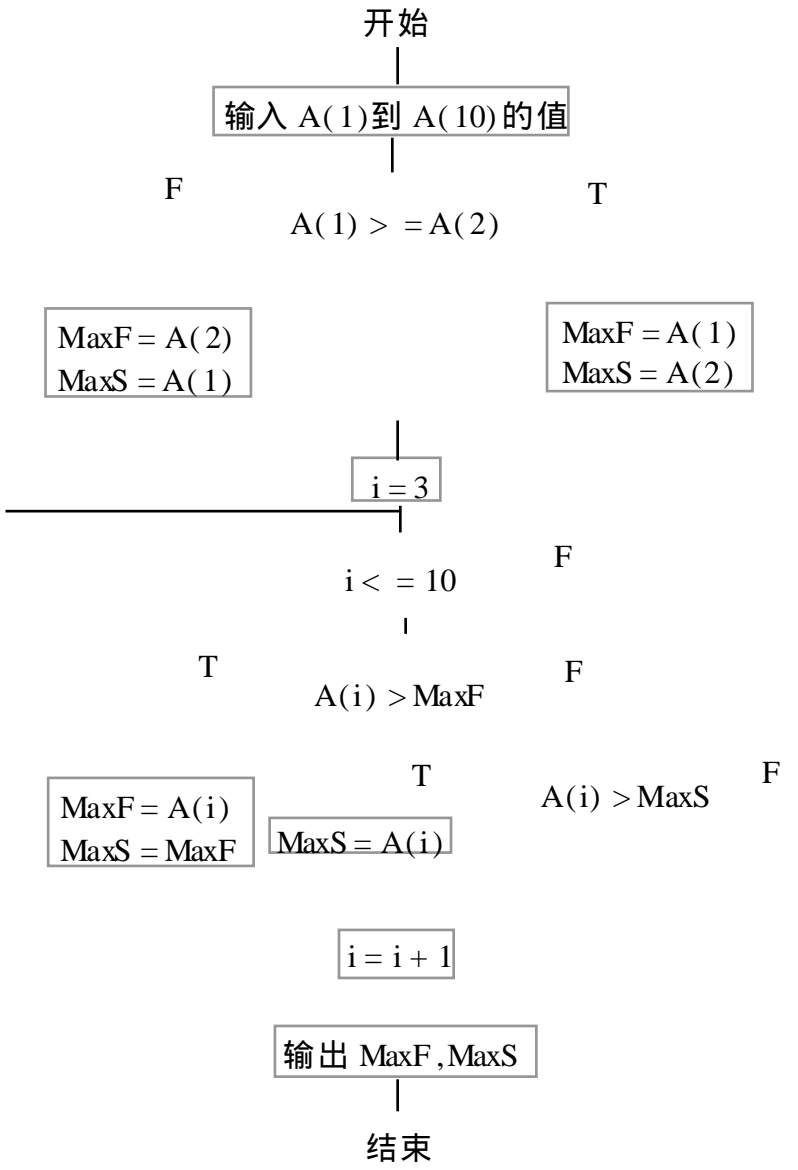 开始
输入 A(1)到 A(10)的值
F
T
A(1) > = A(2)
MaxF = A(2)
MaxS = A(1)
MaxF = A(1)
MaxS = A(2)
i = 3
F
i < = 10
T
F
A(i) > MaxF
T
F
A(i) > MaxS
MaxF = A(i)
MaxS = MaxF
MaxS = A(i)
i = i + 1
输出 MaxF ,MaxS
结束